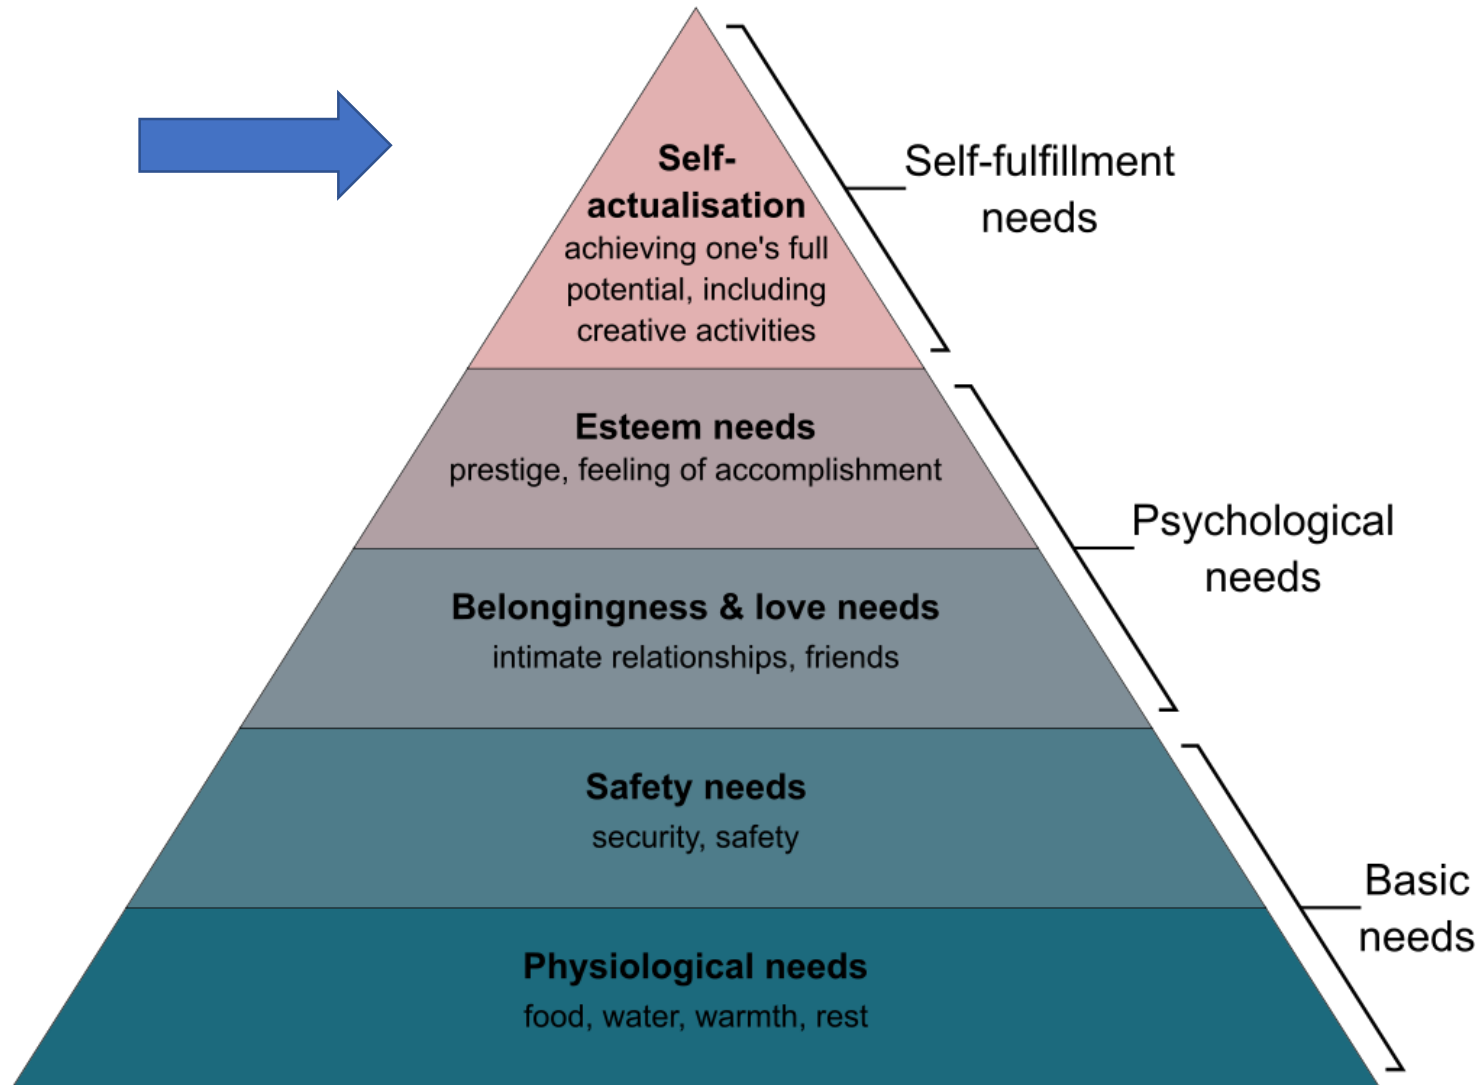 Self-
actualisation
achieving one's full
potential, including
creative activities
Self-fulfillment
needs
Esteem needs
prestige, feeling of accomplishment
Psychological
needs
Belongingness & love needs
intimate relationships, friends
Safety needs
security, safety
Basic
needs
Physiological needs
food, water, warmth, rest